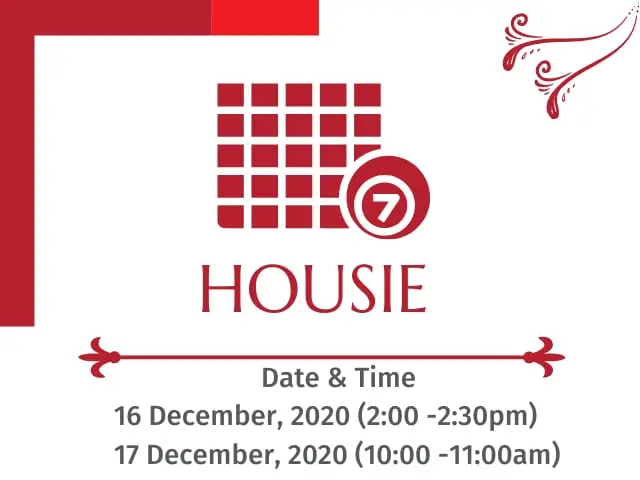 7
HOUSIE
Date & Time
16 December, 2020 (2:00 -2:30pm)
17 December, 2020 (10:00 -11:00am)